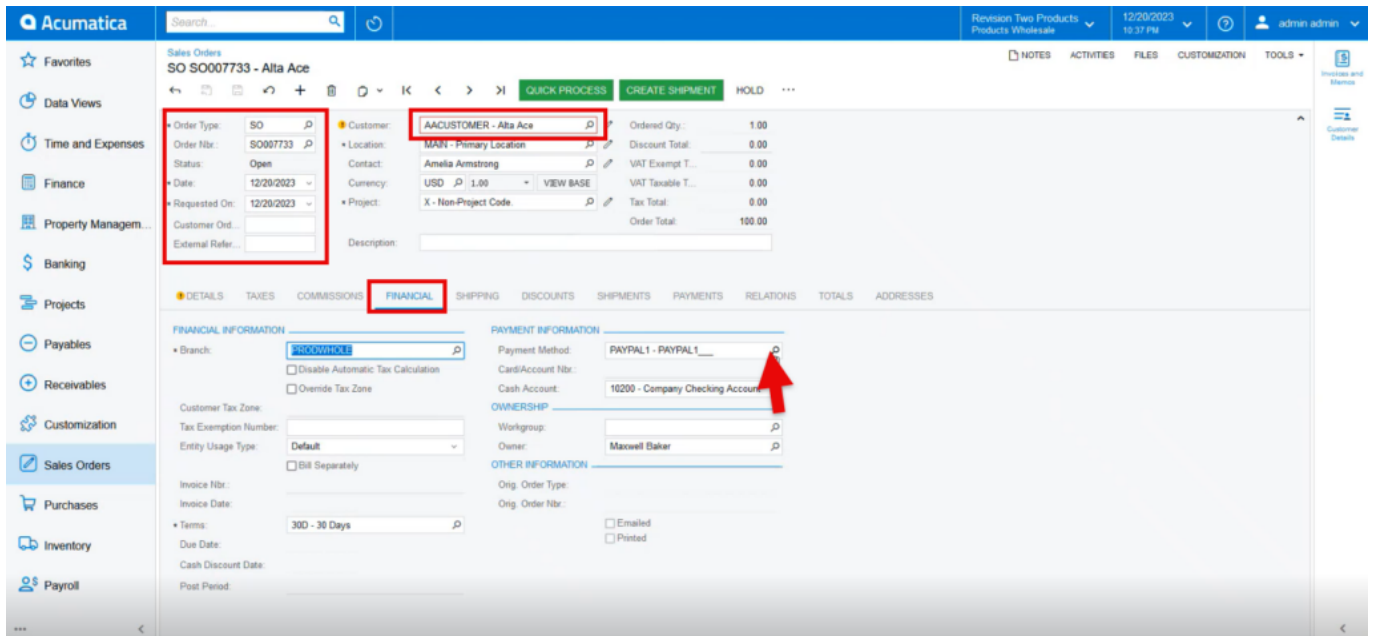 Acumatica
Search...
Revision Two Products
Products Wholesale
12/20/2023
10:37 PM
admin admin
Favorites
Data Views
Time and Expenses
Finance
Property Managem...
Banking
Projects
Payables
Receivables
Customization
Sales Orders
Purchases
Inventory
Payroll
Sales Orders
SO SO007733 - Alta Ace
NOTES ACTIVITIES FILES CUSTOMIZATION TOOLS
QUICK PROCESS CREATE SHIPMENT HOLD ...
Order Type: SO
Order Nbr.: SO007733
Status: Open
Date: 12/20/2023
Requested On: 12/20/2023
Customer Ord...
External Refer...
Customer: AACUSTOMER - Alta Ace
Location: MAIN - Primary Location
Contact: Amelia Armstrong
Currency: USD 1.00 VIEW BASE
Project: X - Non-Project Code.
Description:
Ordered Qty.: 1.00
Discount Total: 0.00
VAT Exempt T... 0.00
VAT Taxable T... 0.00
Tax Total: 0.00
Order Total: 100.00
Invoices and
Memos
Customer
Details
DETAILS TAXES COMMISSIONS FINANCIAL SHIPPING DISCOUNTS SHIPMENTS PAYMENTS RELATIONS TOTALS ADDRESSES
FINANCIAL INFORMATION
Branch: PRODWHOLE
Disable Automatic Tax Calculation
Override Tax Zone
Customer Tax Zone:
Tax Exemption Number:
Entity Usage Type: Default
Bill Separately
Invoice Nbr.:
Invoice Date:
Terms: 30D - 30 Days
Due Date:
Cash Discount Date:
Post Period:
PAYMENT INFORMATION
Payment Method: PAYPAL1 - PAYPAL1___
Card/Account Nbr.:
Cash Account: 10200 - Company Checking Account
OWNERSHIP
Workgroup:
Owner: Maxwell Baker
OTHER INFORMATION
Orig. Order Type:
Orig. Order Nbr.:
Emailed
Printed